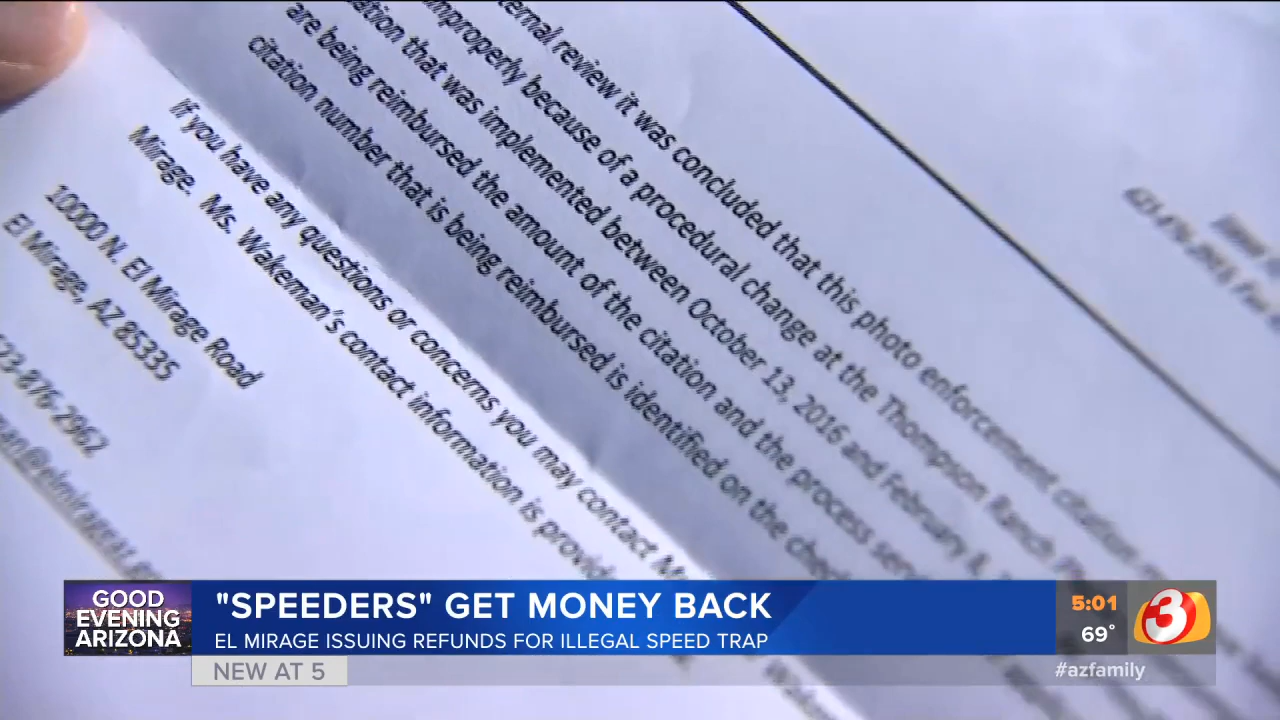 ternal review it was concluded that this photo enforcement citation
improperly because of a procedural change at the Thompson Ranch
ation that was implemented between October 13, 2016 and February
are being reimbursed the amount of the citation and the process
citation number that is being reimbursed is identified on the
If you have any questions or concerns you may contact
Mirage. Ms. Wakeman's contact information is
10000 N. El Mirage Road
El Mirage, AZ 85335
876-2962
GOOD
EVENING
ARIZONA
"SPEEDERS" GET MONEY BACK
EL MIRAGE ISSUING REFUNDS FOR ILLEGAL SPEED TRAP
NEW AT 5
5:01
69°
3
#azfamily